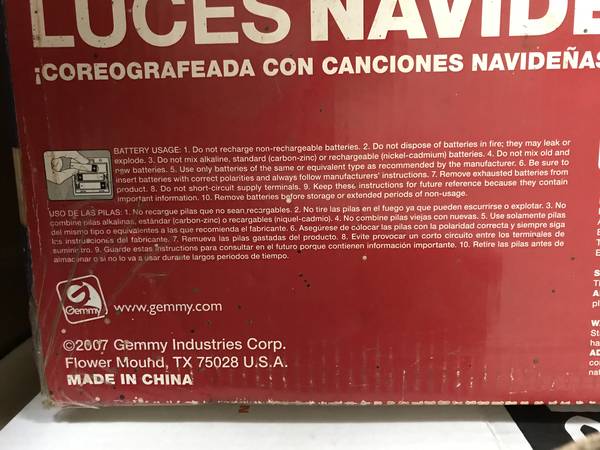 LUCES NAVIDE
¡COREOGRAFEADA CON CANCIONES NAVIDEÑAS
BATTERY USAGE: 1. Do not recharge non-rechargeable batteries. 2. Do not dispose of batteries in fire; they may leak or
explode. 3. Do not mix alkaline, standard (carbon-zinc) or rechargeable (nickel-cadmium) batteries. 4. Do not mix old and
new batteries. 5. Use only batteries of the same or equivalent type as recommended by the manufacturer. 6. Be sure to
insert batteries with correct polarities and always follow manufacturers' instructions. 7. Remove exhausted batteries from
product. 8. Do not short-circuit supply terminals. 9. Keep these instructions for future reference because they contain
important information. 10. Remove batteries before storage or extended periods of non-usage.
USO DE LAS PILAS: 1. No recargue pilas que no sean recargables. 2. No tire las pilas en el fuego ya que pueden escurrirse o explotar. 3. No
combine pilas alkalinas, estándar (carbon-zinc) o recargables (niquel-cadmio). 4. No combine pilas viejas con nuevas. 5. Use solamente pilas
del mismo tipo o equivalentes a las que recomienda el fabricante. 6. Asegúrese de colocar las pilas con la polaridad correcta y siempre siga
las instrucciones del fabricante. 7. Remueva las pilas gastadas del producto. 8. Evite provocar un corto circuito entre los terminales de
suministro. 9. Guarde estas instructions para consultar en el futuro porque contienen información importante. 10. Retire las pilas antes de
almacenar o si no lo va a usar durante largos periodos de tiempo.
Gemmy
www.gemmy.com
©2007 Gemmy Industries Corp.
Flower Mound, TX 75028 U.S.A.
MADE IN CHINA